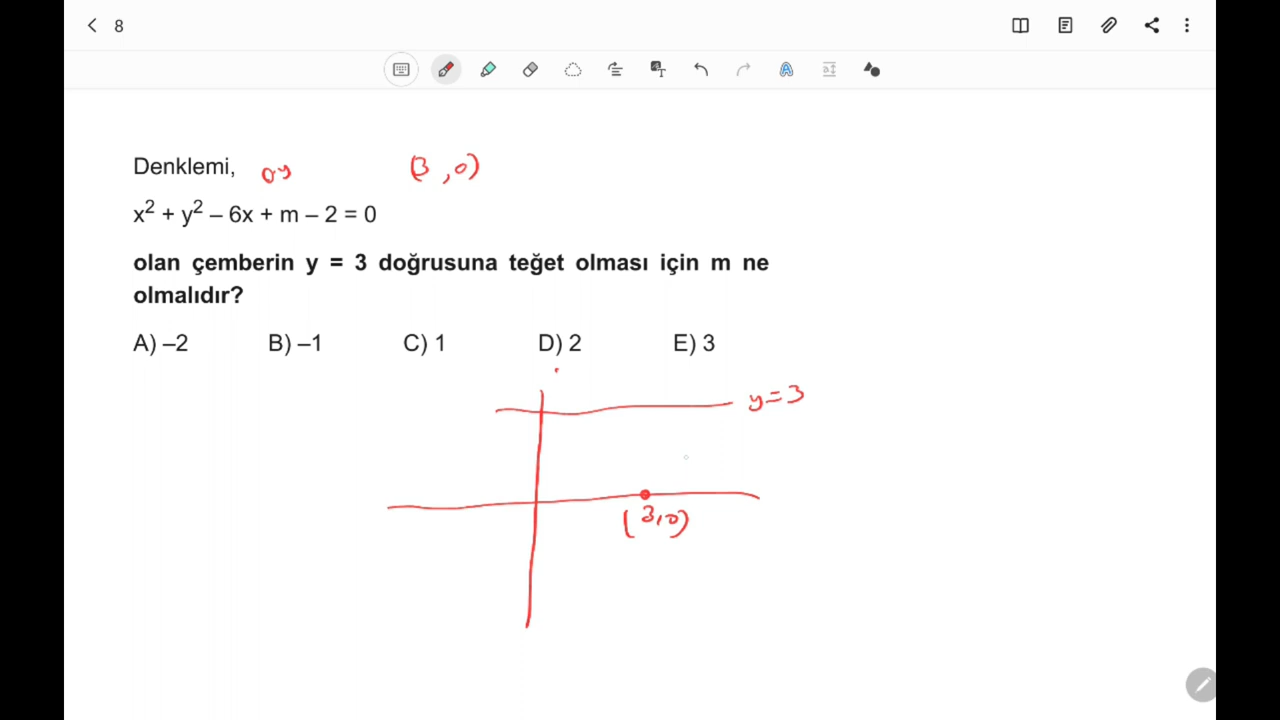 8
Denklemi, oy (3,0)
x² + y² – 6x + m – 2 = 0
olan çemberin y = 3 doğrusuna teğet olması için m ne
olmalıdır?
A) –2 B) –1 C) 1 D) 2 E) 3
y=3
(3,0)